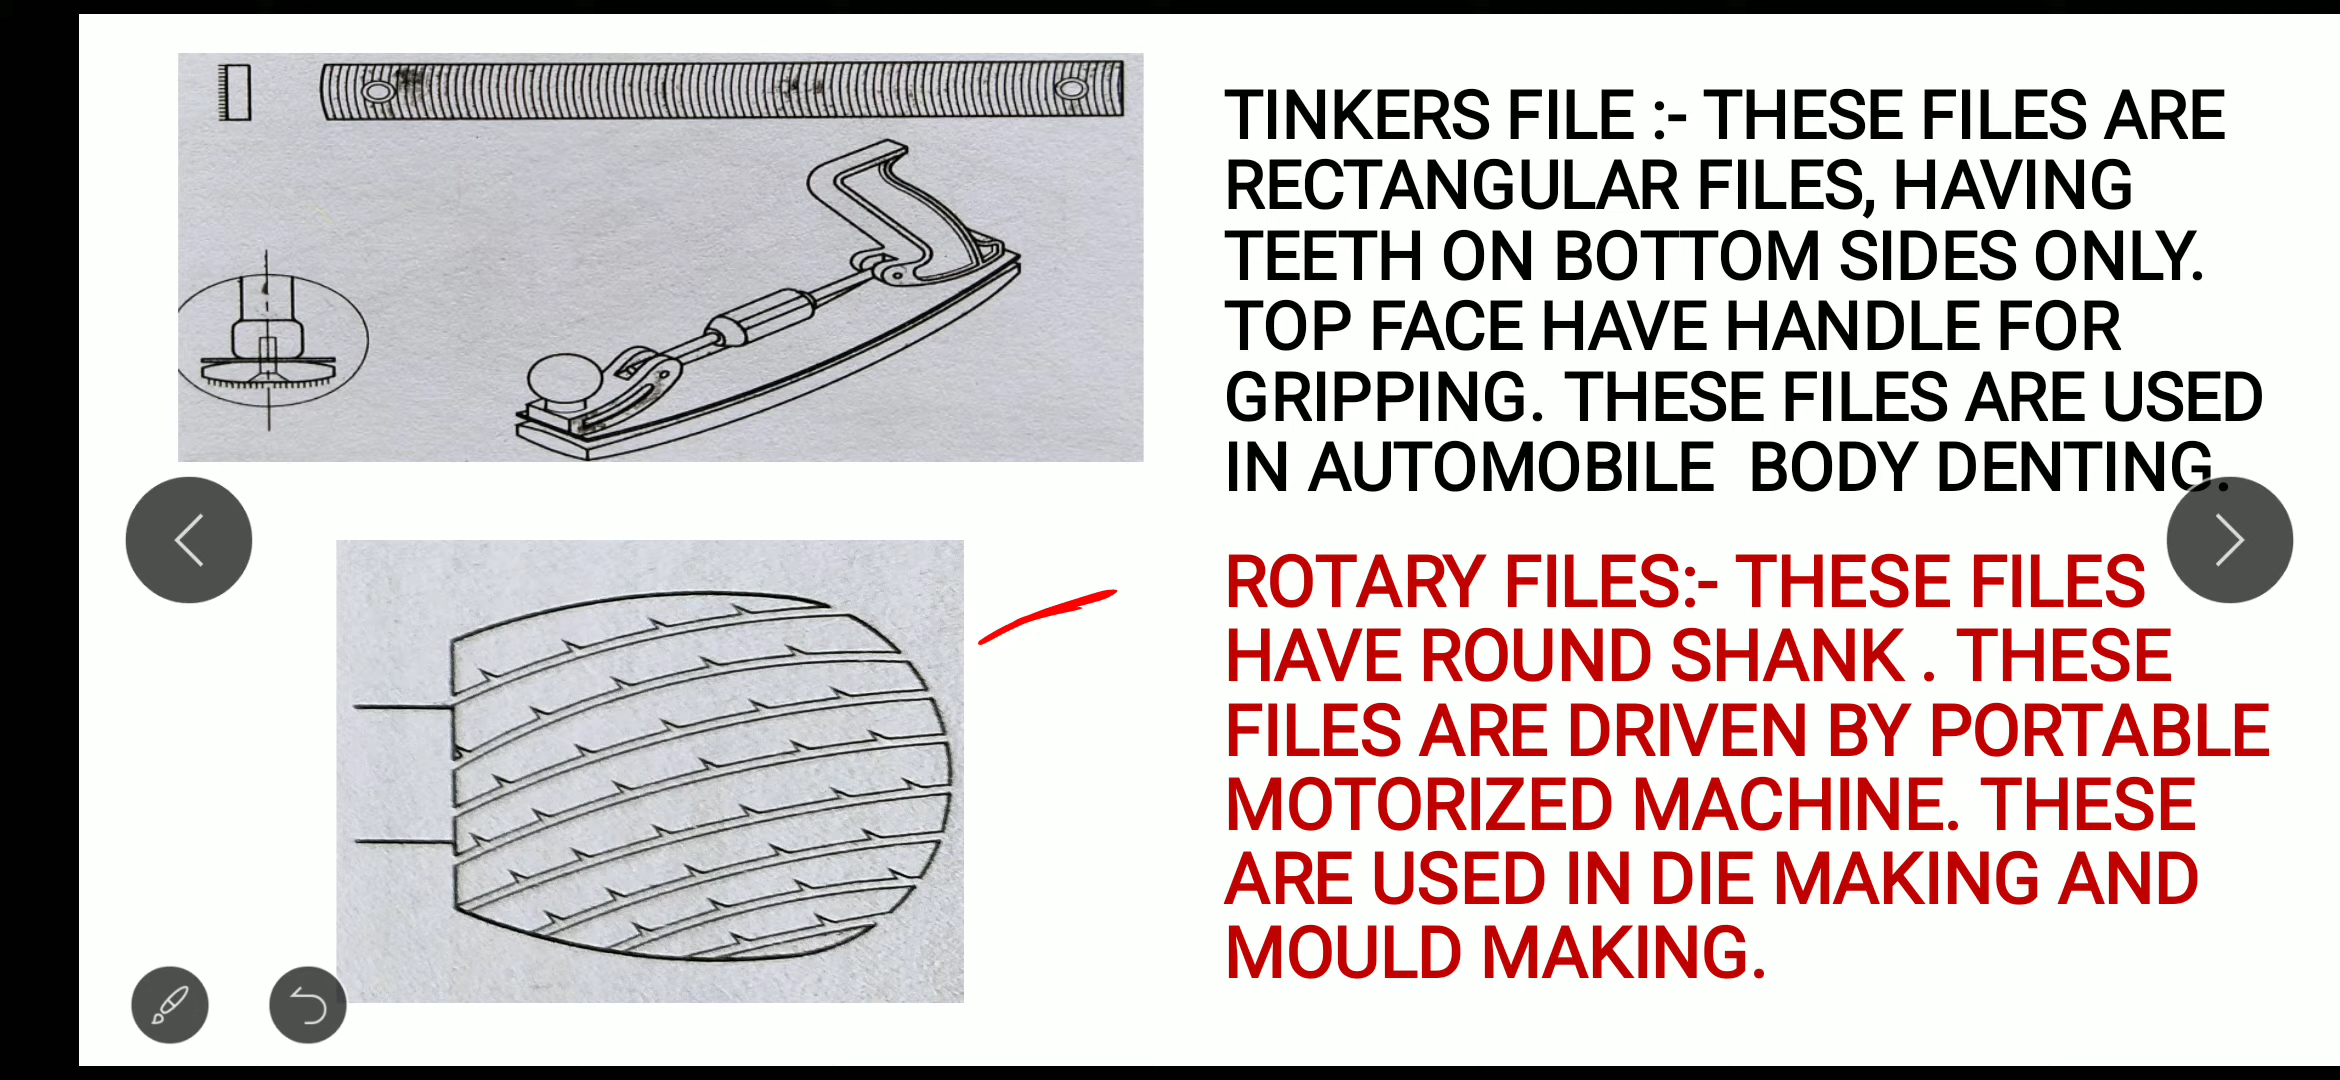 TINKERS FILE :- THESE FILES ARE
RECTANGULAR FILES, HAVING
TEETH ON BOTTOM SIDES ONLY.
TOP FACE HAVE HANDLE FOR
GRIPPING. THESE FILES ARE USED
IN AUTOMOBILE  BODY DENTING.
ROTARY FILES:- THESE FILES
HAVE ROUND SHANK . THESE
FILES ARE DRIVEN BY PORTABLE
MOTORIZED MACHINE. THESE
ARE USED IN DIE MAKING AND
MOULD MAKING.